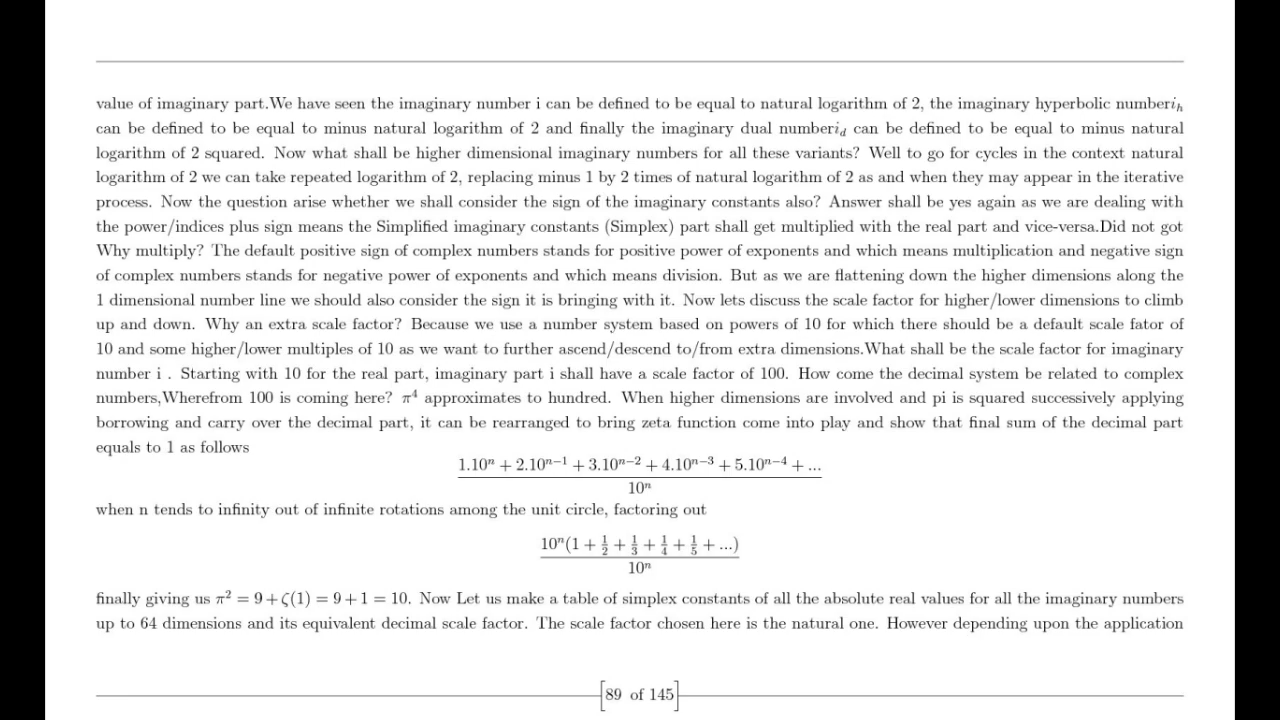 value of imaginary part.We have seen the imaginary number i can be defined to be equal to natural logarithm of 2, the imaginary hyperbolic numberi_h
can be defined to be equal to minus natural logarithm of 2 and finally the imaginary dual numberi_d can be defined to be equal to minus natural
logarithm of 2 squared. Now what shall be higher dimensional imaginary numbers for all these variants? Well to go for cycles in the context natural
logarithm of 2 we can take repeated logarithm of 2, replacing minus 1 by 2 times of natural logarithm of 2 as and when they may appear in the iterative
process. Now the question arise whether we shall consider the sign of the imaginary constants also? Answer shall be yes again as we are dealing with
the power/indices plus sign means the Simplified imaginary constants (Simplex) part shall get multiplied with the real part and vice-versa.Did not got
Why multiply? The default positive sign of complex numbers stands for positive power of exponents and which means multiplication and negative sign
of complex numbers stands for negative power of exponents and which means division. But as we are flattening down the higher dimensions along the
1 dimensional number line we should also consider the sign it is bringing with it. Now lets discuss the scale factor for higher/lower dimensions to climb
up and down. Why an extra scale factor? Because we use a number system based on powers of 10 for which there should be a default scale fator of
10 and some higher/lower multiples of 10 as we want to further ascend/descend to/from extra dimensions.What shall be the scale factor for imaginary
number i . Starting with 10 for the real part, imaginary part i shall have a scale factor of 100. How come the decimal system be related to complex
numbers,Wherefrom 100 is coming here? π^4 approximates to hundred. When higher dimensions are involved and pi is squared successively applying
borrowing and carry over the decimal part, it can be rearranged to bring zeta function come into play and show that final sum of the decimal part
equals to 1 as follows
1.10^n + 2.10^{n−1} + 3.10^{n−2} + 4.10^{n−3} + 5.10^{n−4} + ...
10^n
when n tends to infinity out of infinite rotations among the unit circle, factoring out
10^n(1 + 1/2 + 1/3 + 1/4 + 1/5 + ...)
10^n
finally giving us π^2 = 9 + ζ(1) = 9 + 1 = 10. Now Let us make a table of simplex constants of all the absolute real values for all the imaginary numbers
up to 64 dimensions and its equivalent decimal scale factor. The scale factor chosen here is the natural one. However depending upon the application
[89 of 145]